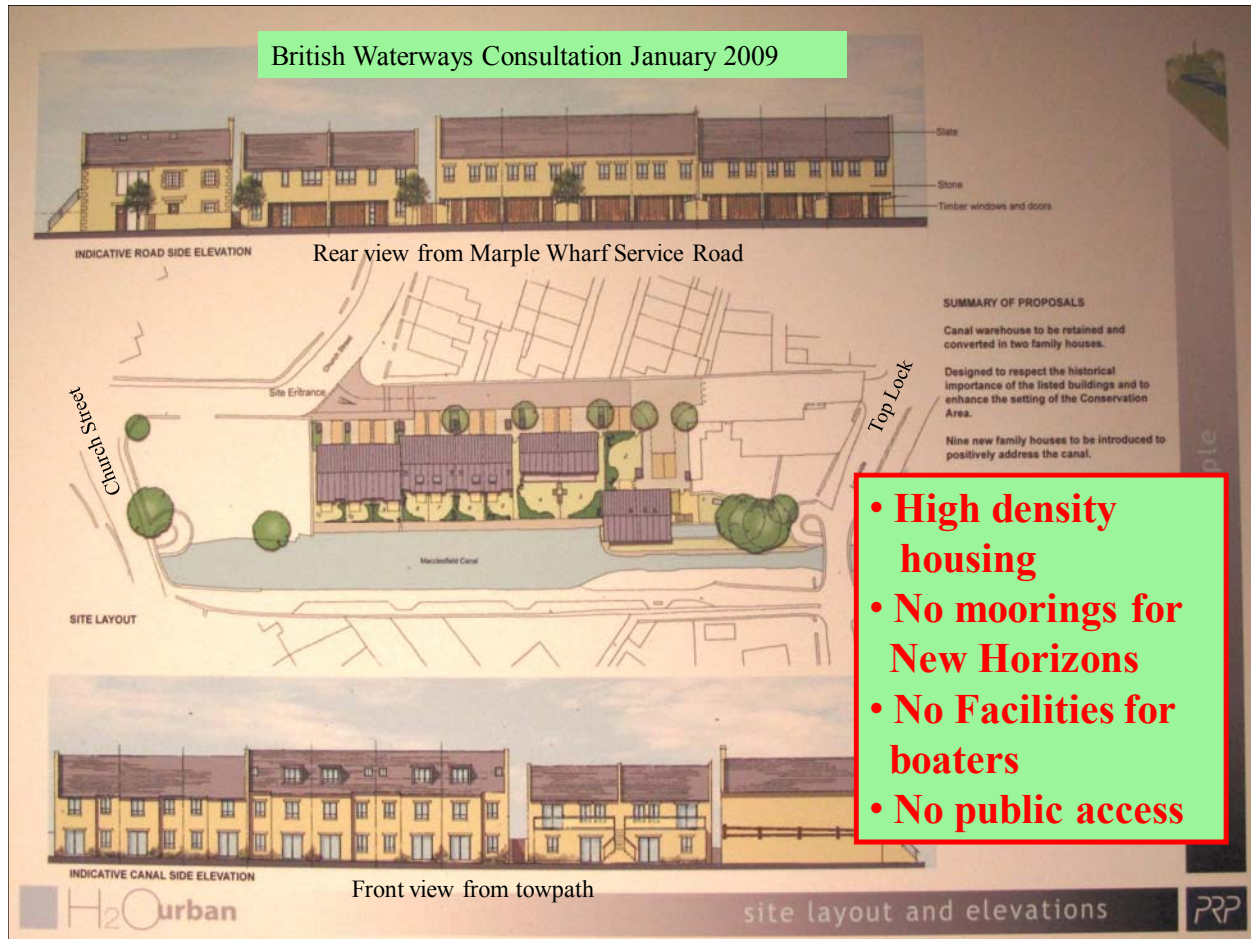 British Waterways Consultation January 2009
Slate
Stone
Timber windows and doors
INDICATIVE ROAD SIDE ELEVATION
Rear view from Marple Wharf Service Road
SUMMARY OF PROPOSALS
Canal warehouse to be retained and
converted in two family houses.
Designed to respect the historical
importance of the listed buildings and to
enhance the setting of the Conservation
Area.
Nine new family houses to be introduced to
positively address the canal.
Church Street
Site Entrance
Church Street
Top Lock
Macclesfield Canal
SITE LAYOUT
• High density
housing
• No moorings for
New Horizons
• No Facilities for
boaters
• No public access
INDICATIVE CANAL SIDE ELEVATION
Front view from towpath
H2Ourban
site layout and elevations
PRP